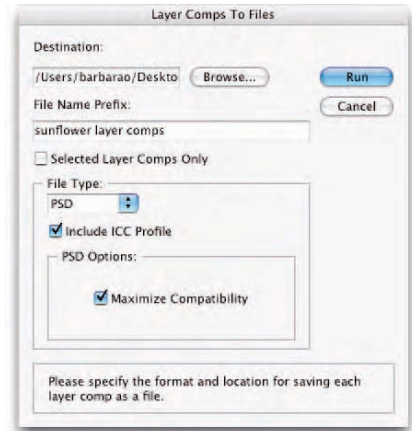 Layer Comps To Files
Destination:
/Users/barbarao/Deskto
Browse...
Run
File Name Prefix:
Cancel
sunflower layer comps
Selected Layer Comps Only
File Type:
PSD
Include ICC Profile
PSD Options:
Maximize Compatibility
Please specify the format and location for saving each
layer comp as a file.